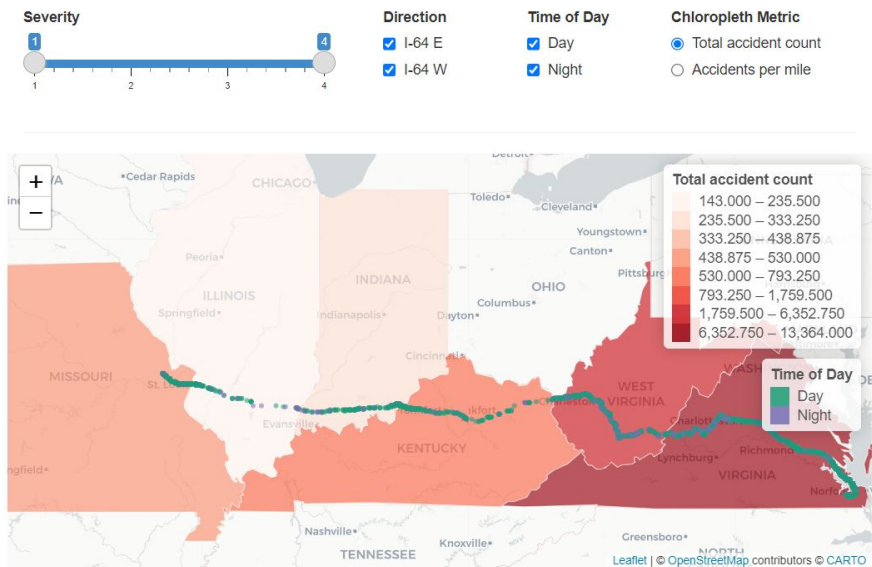 Severity
Direction
Time of Day
Chloropleth Metric
1
4
1
2
3
4
I-64 E
I-64 W
Day
Night
Total accident count
Accidents per mile
+
−
Cedar Rapids
CHICAGO
Toledo
Cleveland
Youngstown
Canton
Pittsburg
Peoria
ILLINOIS
Springfield
INDIANA
Indianapolis
OHIO
Columbus
Dayton
Cincinnati
MISSOURI
Evansville
KENTUCKY
WEST
VIRGINIA
Charlott
Lynchburg
Richmond
VIRGINIA
Norfo
ngfield
Nashville
Knoxville
TENNESSEE
Greensboro
NORTH
Total accident count
143.000 – 235.500
235.500 – 333.250
333.250 – 438.875
438.875 – 530.000
530.000 – 793.250
793.250 – 1,759.500
1,759.500 – 6,352.750
6,352.750 – 13,364.000
Time of Day
Day
Night
Leaflet | © OpenStreetMap contributors © CARTO